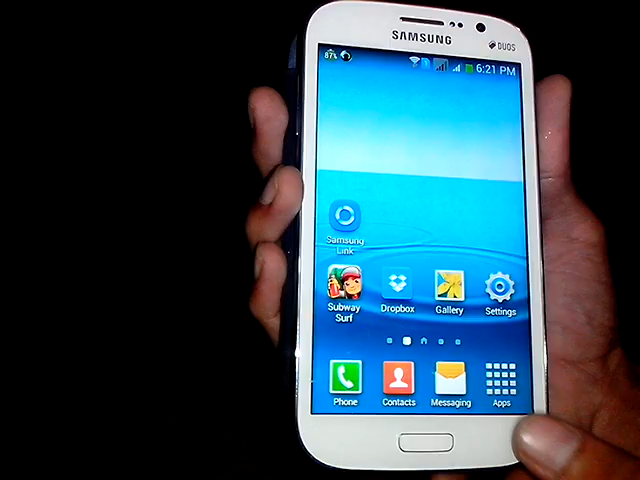 SAMSUNG
DUOS
87%
6:21 PM
Samsung
Link
Subway
Surf
Dropbox
Gallery
Settings
Phone
Contacts
Messaging
Apps